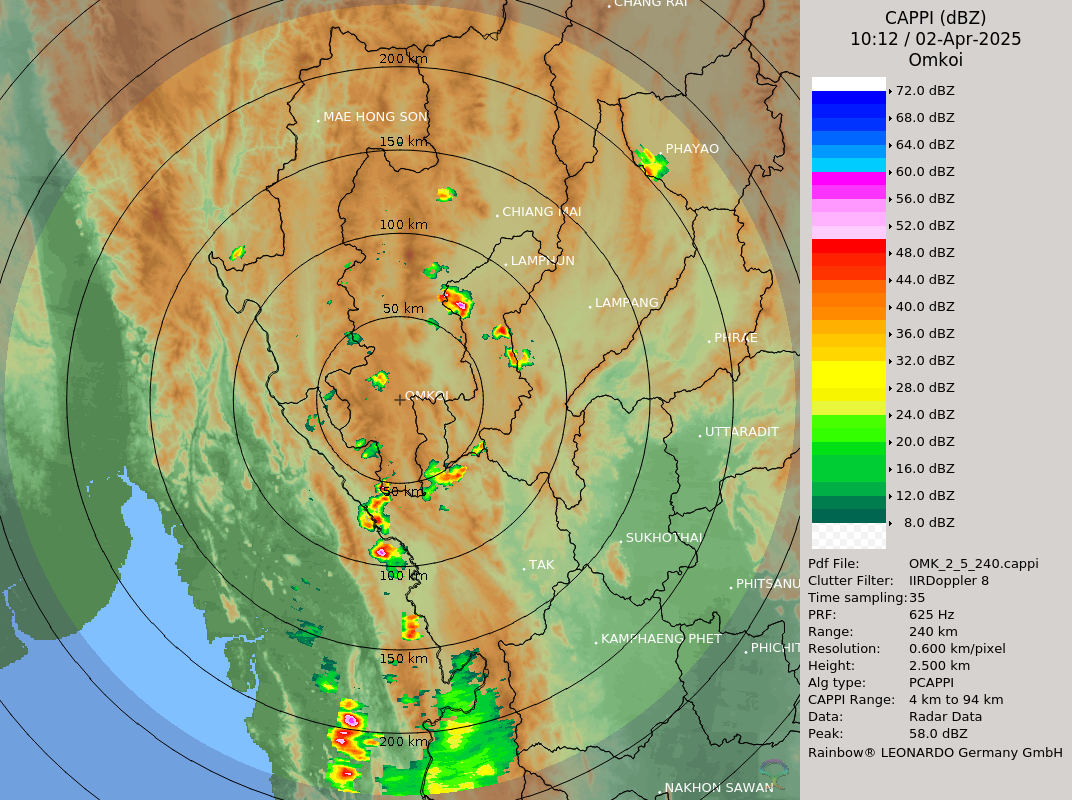 CHANG RAI
200 km
MAE HONG SON
150 km
PHAYAO
CHIANG MAI
100 km
LAMPHUN
50 km
LAMPANG
PHRAE
OMKOI
UTTARADIT
50 km
SUKHOTHAI
TAK
100 km
PHITSANU
KAMPHAENG PHET
PHICHIT
150 km
200 km
NAKHON SAWAN
CAPPI (dBZ)
10:12 / 02-Apr-2025
Omkoi
72.0 dBZ
68.0 dBZ
64.0 dBZ
60.0 dBZ
56.0 dBZ
52.0 dBZ
48.0 dBZ
44.0 dBZ
40.0 dBZ
36.0 dBZ
32.0 dBZ
28.0 dBZ
24.0 dBZ
20.0 dBZ
16.0 dBZ
12.0 dBZ
8.0 dBZ
Pdf File: OMK_2_5_240.cappi
Clutter Filter: IIRDoppler 8
Time sampling: 35
PRF: 625 Hz
Range: 240 km
Resolution: 0.600 km/pixel
Height: 2.500 km
Alg type: PCAPPI
CAPPI Range: 4 km to 94 km
Data: Radar Data
Peak: 58.0 dBZ
Rainbow® LEONARDO Germany GmbH